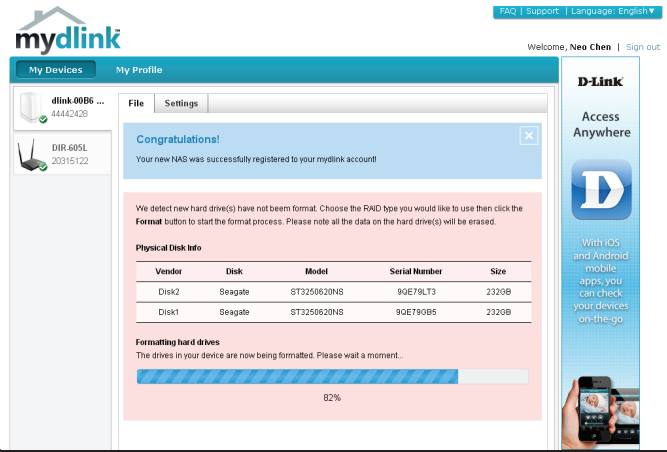 FAQ | Support | Language: English▼
mydlink™
Welcome, Neo Chen | Sign out
My Devices My Profile
dlink-00B6 ...
44442428
DIR-605L
20315122
File Settings
Congratulations!
Your new NAS was successfully registered to your mydlink account!
We detect new hard drive(s) have not beem format. Choose the RAID type you would like to use then click the
Format button to start the format process. Please note all the data on the hard drive(s) will be erased.
Physical Disk Info
Vendor Disk Model Serial Number Size
Disk2 Seagate ST3250620NS 9QE79LT3 232GB
Disk1 Seagate ST3250620NS 9QE79GB5 232GB
Formatting hard drives
The drives in your device are now being formatted. Please wait a moment...
82%
D-Link
Access
Anywhere
With iOS
and Android
mobile
apps, you
can check
your devices
on-the-go